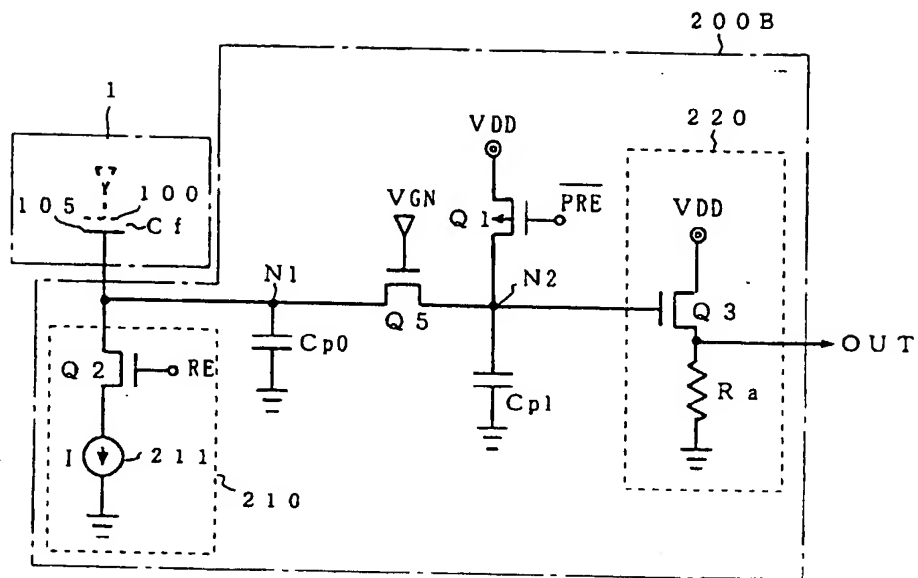 200B
1
220
VDD
VDD
100
105
Cf
VGN
Q1
PRE
N1
N2
Q3
Q5
OUT
Q2
RE
Cp0
Cp1
Ra
I
211
210